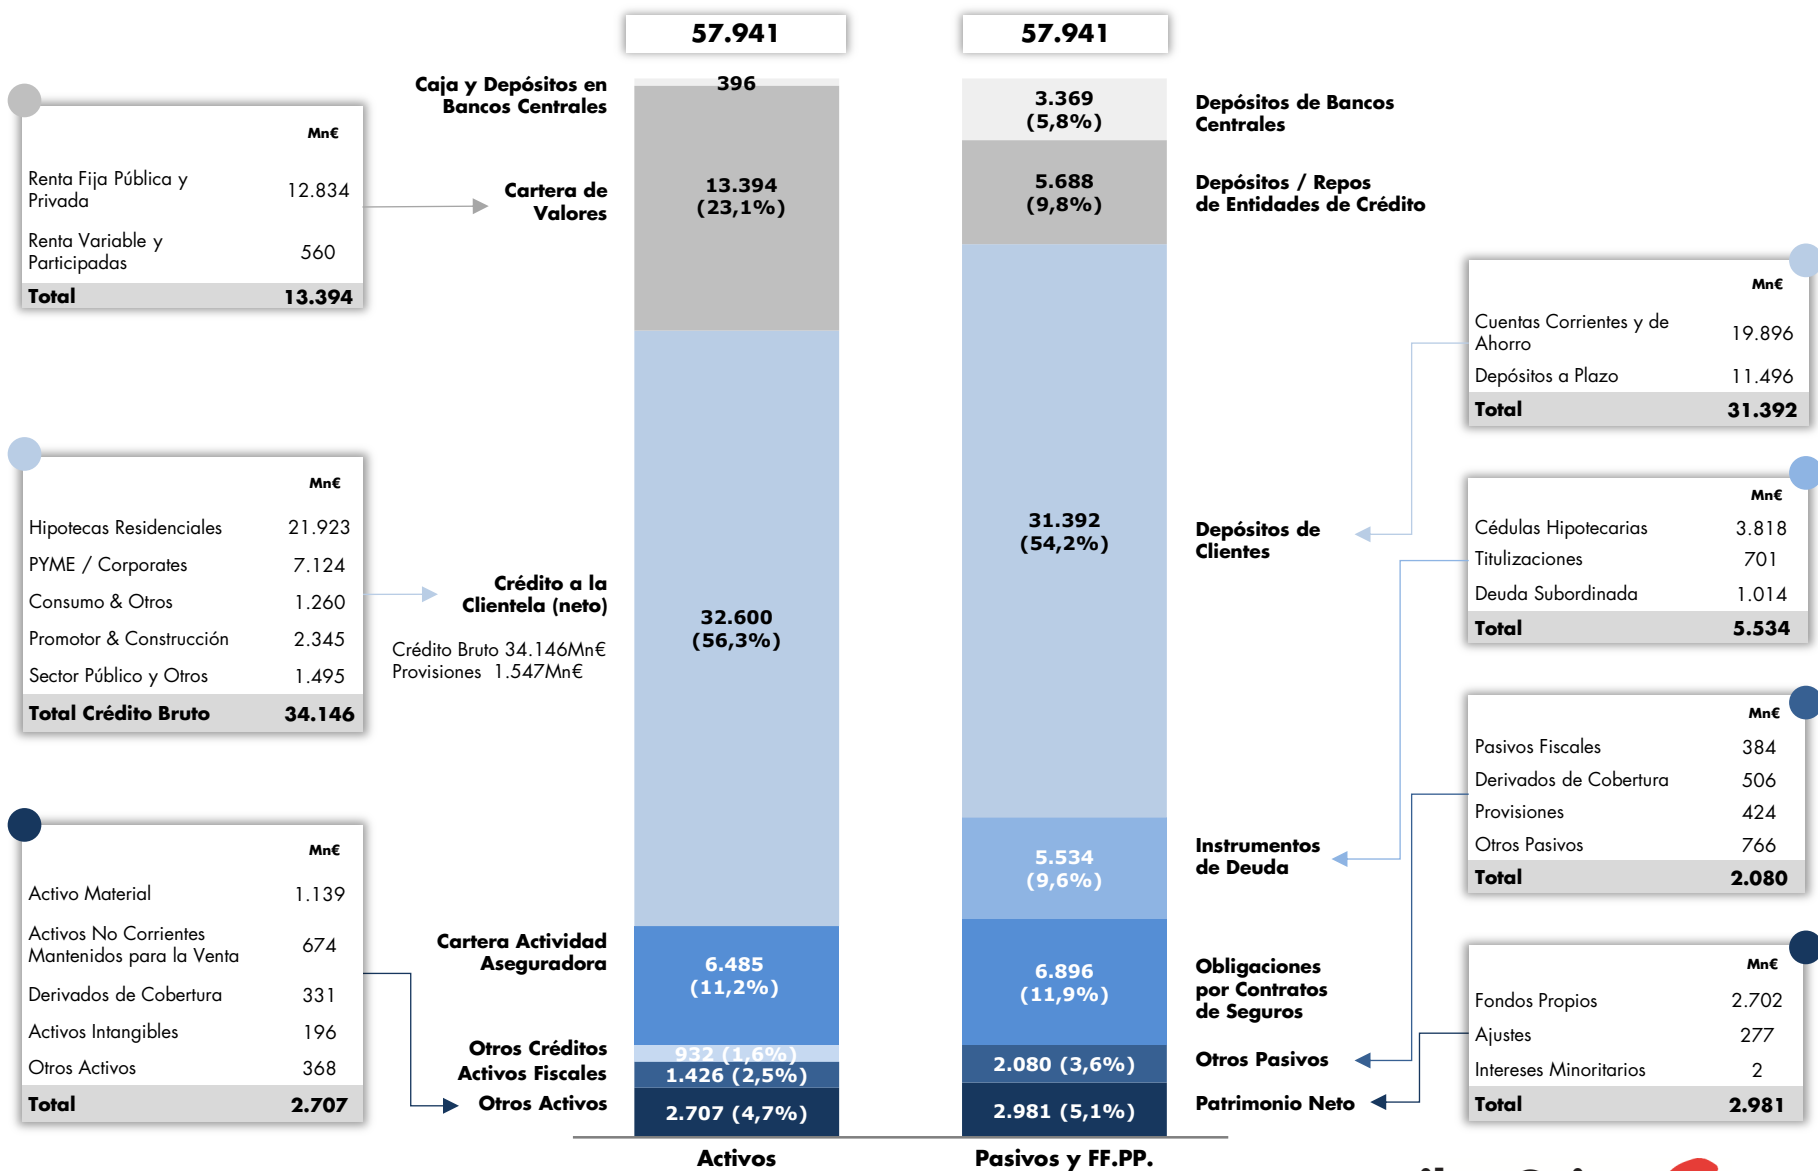 57.941
57.941
Caja y Depósitos en
Bancos Centrales
396
3.369
(5,8%)
Depósitos de Bancos
Centrales
Mn€
Renta Fija Pública y
Privada
12.834
Renta Variable y
Participadas
560
Total 13.394
Cartera de
Valores
13.394
(23,1%)
5.688
(9,8%)
Depósitos / Repos
de Entidades de Crédito
Mn€
Cuentas Corrientes y de
Ahorro
19.896
Depósitos a Plazo 11.496
Total 31.392
Mn€
Hipotecas Residenciales 21.923
PYME / Corporates 7.124
Consumo & Otros 1.260
Promotor & Construcción 2.345
Sector Público y Otros 1.495
Total Crédito Bruto 34.146
Crédito a la
Clientela (neto)
Crédito Bruto 34.146Mn€
Provisiones 1.547Mn€
32.600
(56,3%)
31.392
(54,2%)
Depósitos de
Clientes
Mn€
Cédulas Hipotecarias 3.818
Titulizaciones 701
Deuda Subordinada 1.014
Total 5.534
5.534
(9,6%)
Instrumentos
de Deuda
Mn€
Pasivos Fiscales 384
Derivados de Cobertura 506
Provisiones 424
Otros Pasivos 766
Total 2.080
Mn€
Activo Material 1.139
Activos No Corrientes
Mantenidos para la Venta
674
Derivados de Cobertura 331
Activos Intangibles 196
Otros Activos 368
Total 2.707
Cartera Actividad
Aseguradora
6.485
(11,2%)
6.896
(11,9%)
Obligaciones
por Contratos
de Seguros
Mn€
Fondos Propios 2.702
Ajustes 277
Intereses Minoritarios 2
Total 2.981
Otros Créditos 932 (1,6%)
Activos Fiscales 1.426 (2,5%)
Otros Activos 2.707 (4,7%)
2.080 (3,6%) Otros Pasivos
2.981 (5,1%) Patrimonio Neto
Activos
Pasivos y FF.PP.